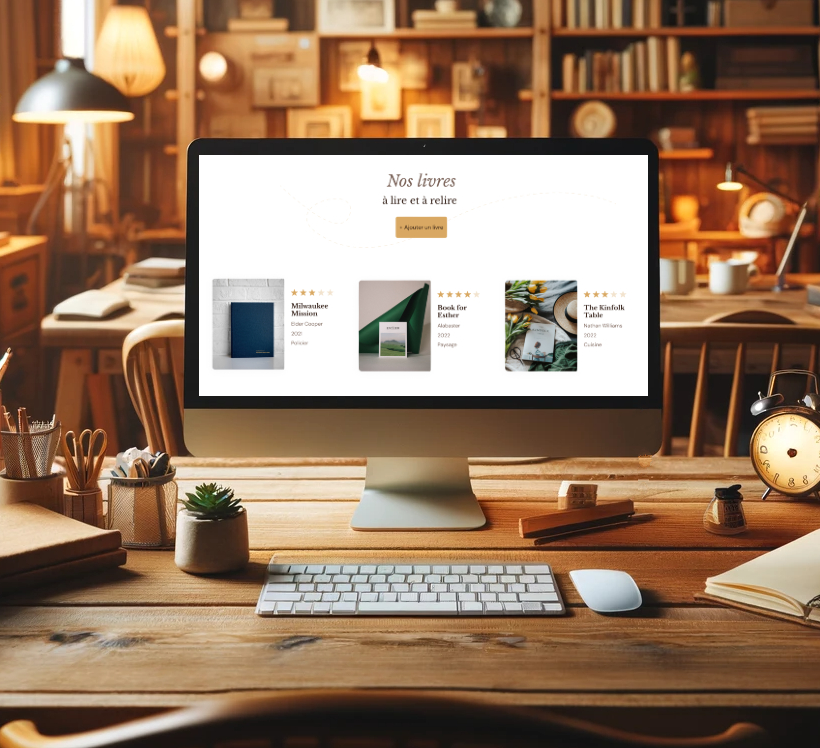 Nos livres
à lire et à relire
+ Ajouter un livre
Milwaukee
Mission
Elder Cooper
2021
Policier
Book for
Esther
Alabaster
2022
Paysage
The Kinfolk
Table
Nathan Williams
2022
Cuisine